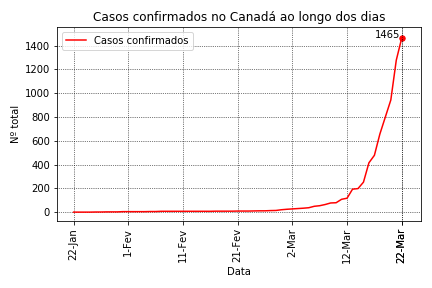 Casos confirmados no Canadá ao longo dos dias
Casos confirmados
1465
Nº total
1400
1200
1000
800
600
400
200
0
22-Jan
1-Fev
11-Fev
21-Fev
2-Mar
12-Mar
22-Mar
Data